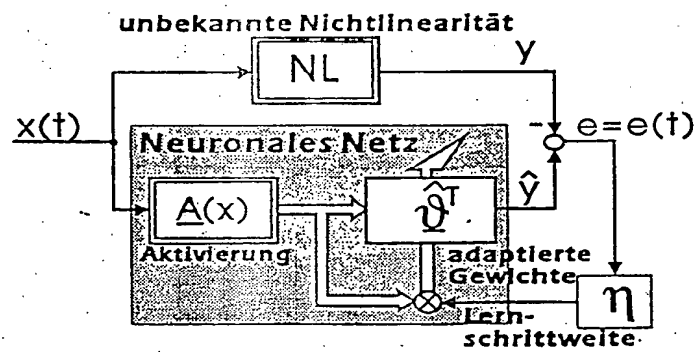 unbekannte Nichtlinearität
NL
y
x(t)
Neuronales Netz
-
e=e(t)
A(x)
ϑ̂ᵀ
ŷ
Aktivierung
adaptierte
Gewichte
η
Lern-
schrittweite